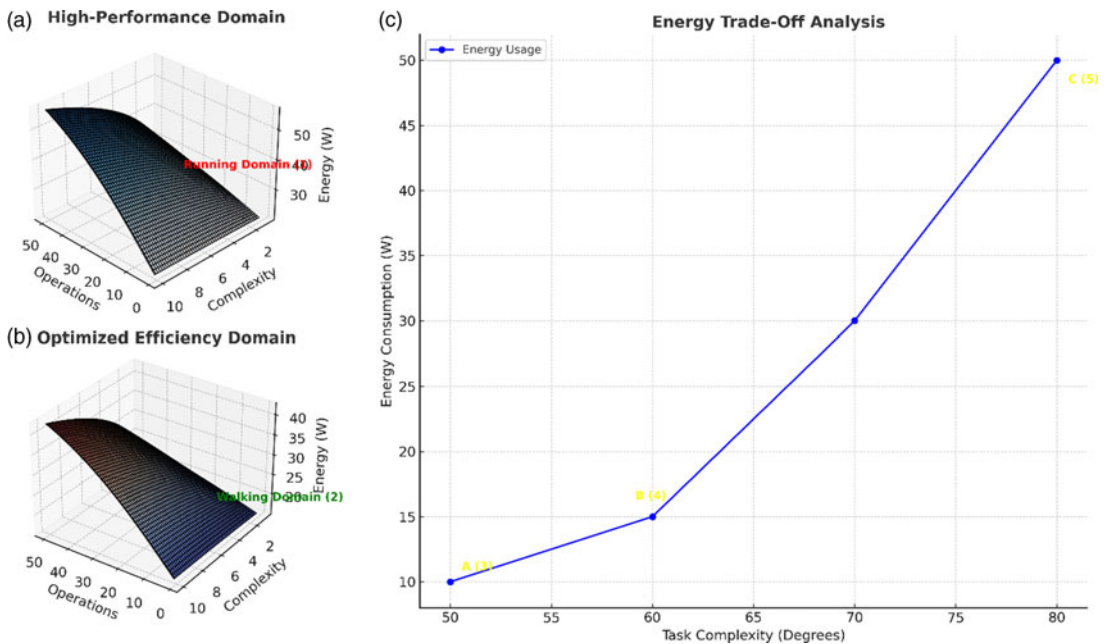 (a)
High-Performance Domain
50
40
30
Energy (W)
Running Domain (1)
50
40
30
20
10
0
Operations
10
8
6
4
2
Complexity
(b)
Optimized Efficiency Domain
40
35
30
25
20
Energy (W)
Walking Domain (2)
50
40
30
20
10
0
Operations
10
8
6
4
2
Complexity
(c)
Energy Trade-Off Analysis
Energy Usage
50
45
40
35
30
25
20
15
10
Energy Consumption (W)
C (5)
B (4)
A (3)
50
55
60
65
70
75
80
Task Complexity (Degrees)